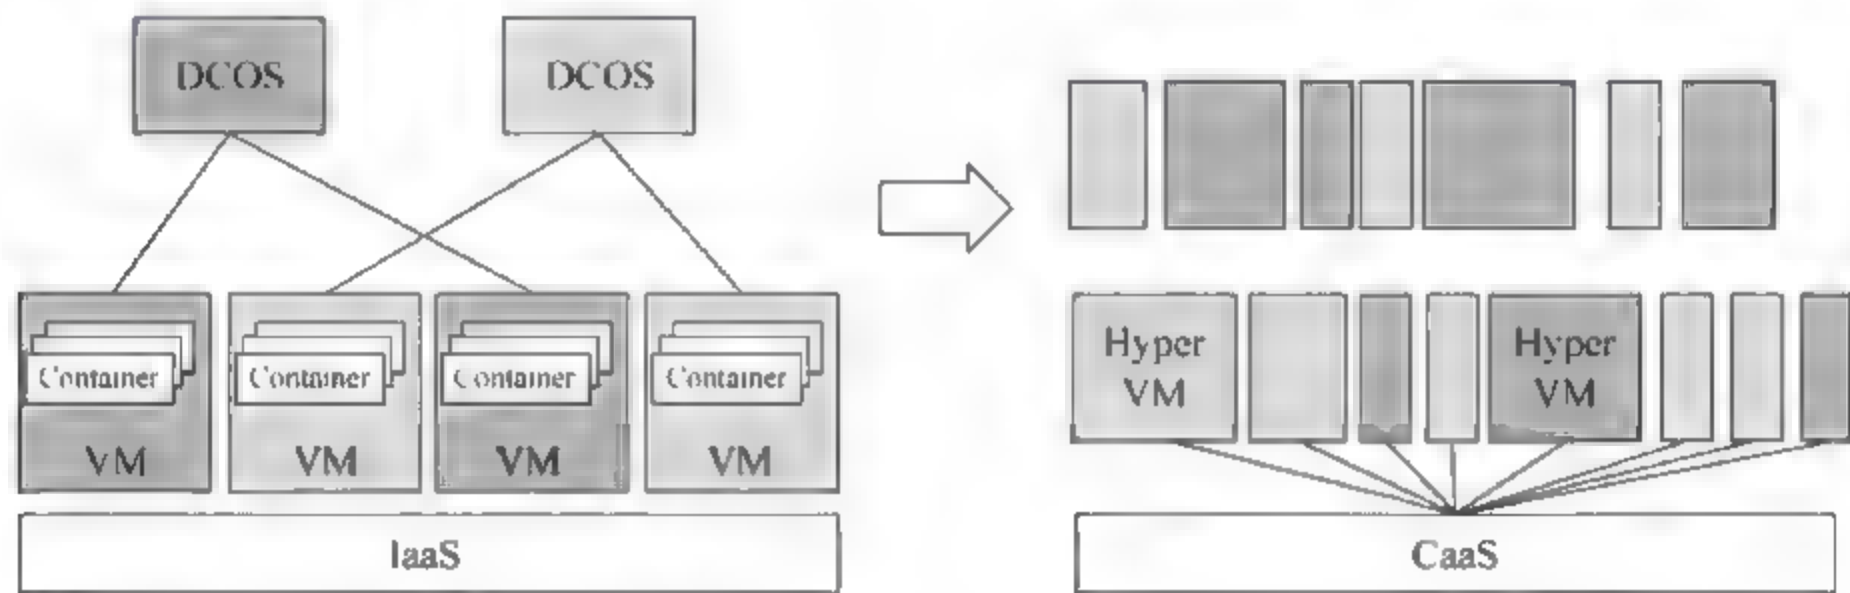 DCOS
DCOS
Container
Container
Container
Container
VM
VM
VM
VM
IaaS
Hyper
VM
Hyper
VM
CaaS